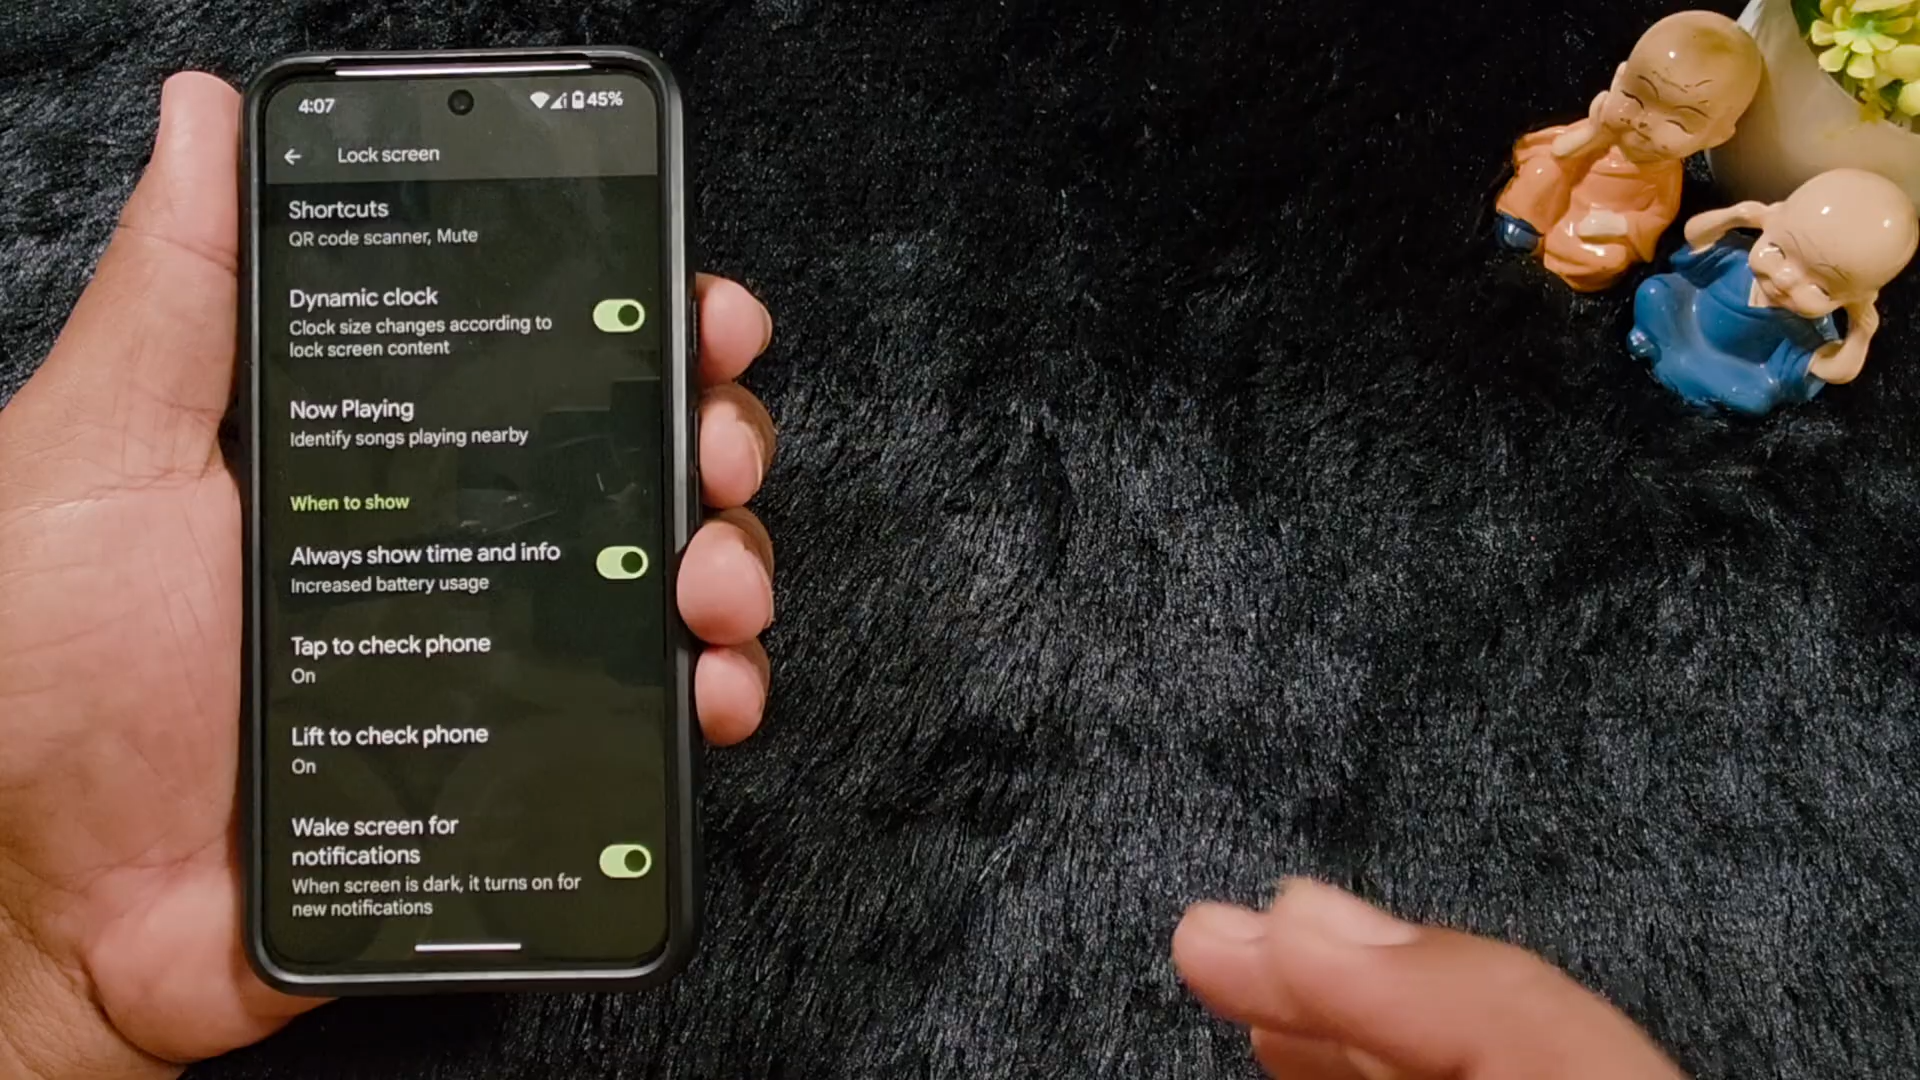 4:07
45%
Lock screen
Shortcuts
QR code scanner, Mute
Dynamic clock
Clock size changes according to
lock screen content
Now Playing
Identify songs playing nearby
When to show
Always show time and info
Increased battery usage
Tap to check phone
On
Lift to check phone
On
Wake screen for
notifications
When screen is dark, it turns on for
new notifications